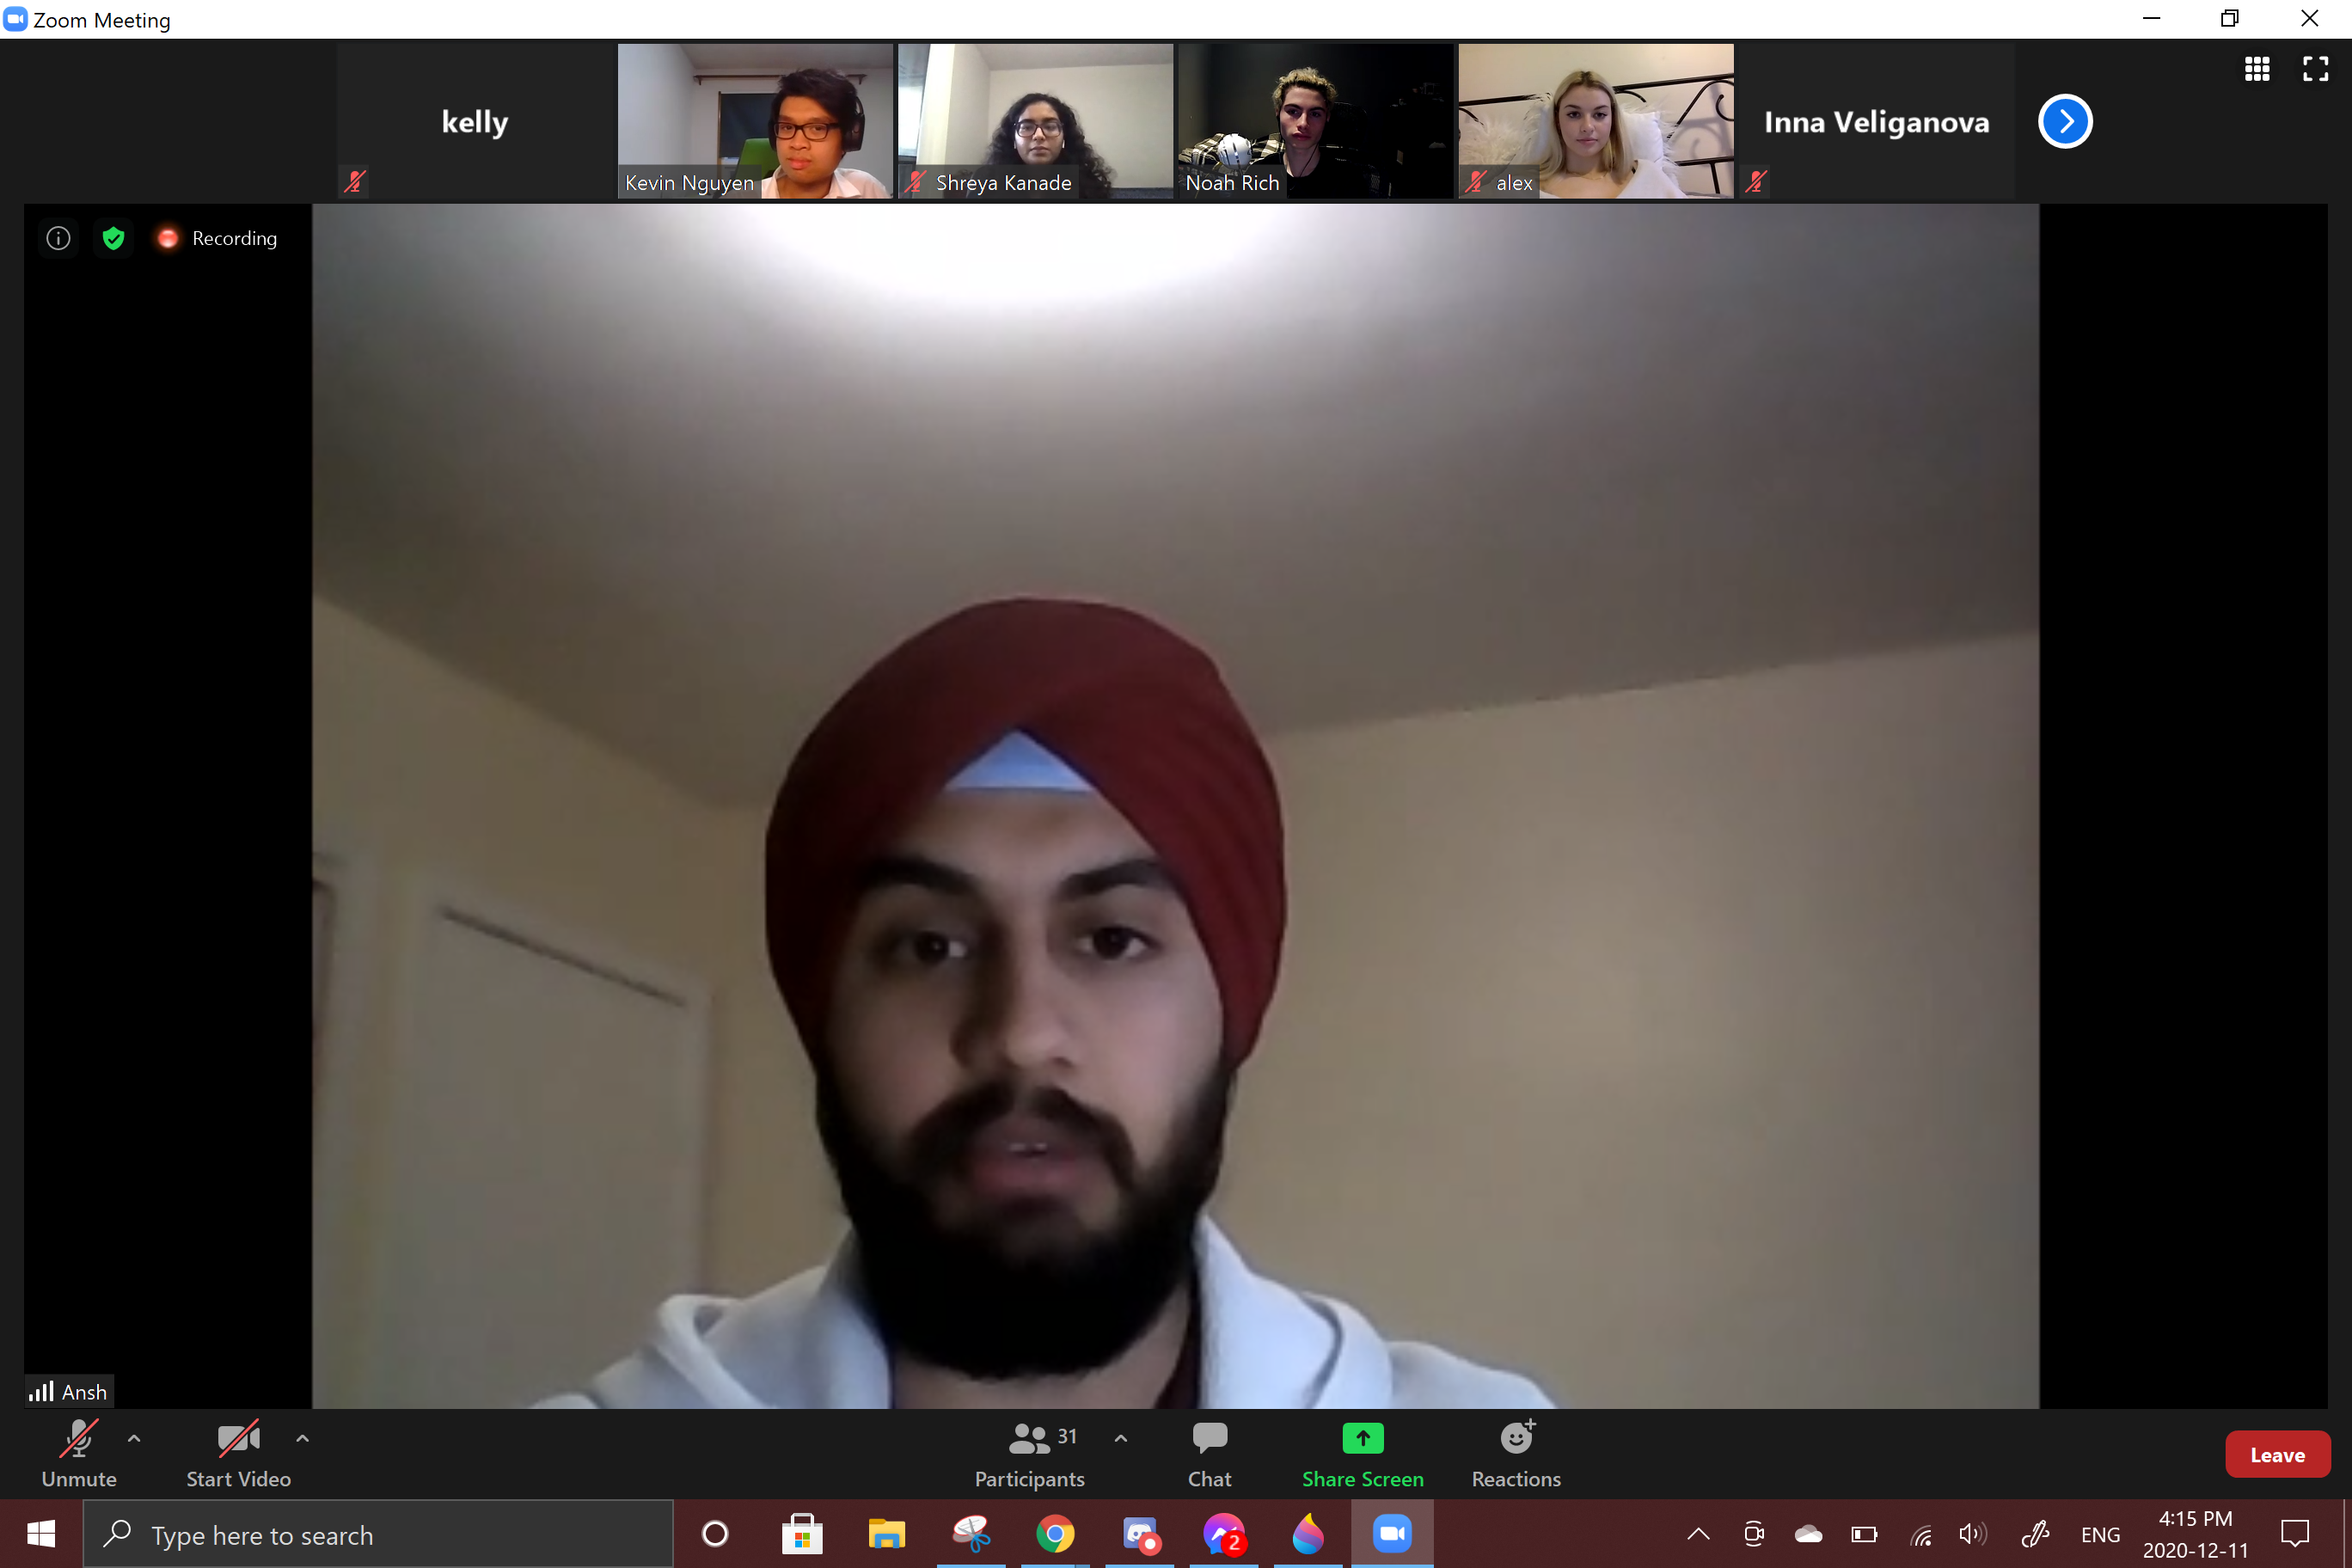 Zoom Meeting
kelly
Kevin Nguyen
Shreya Kanade
Noah Rich
alex
Inna Veliganova
Recording
Ansh
Unmute
Start Video
31
Participants
Chat
Share Screen
Reactions
Leave
Type here to search
2
ENG
4:15 PM
2020-12-11